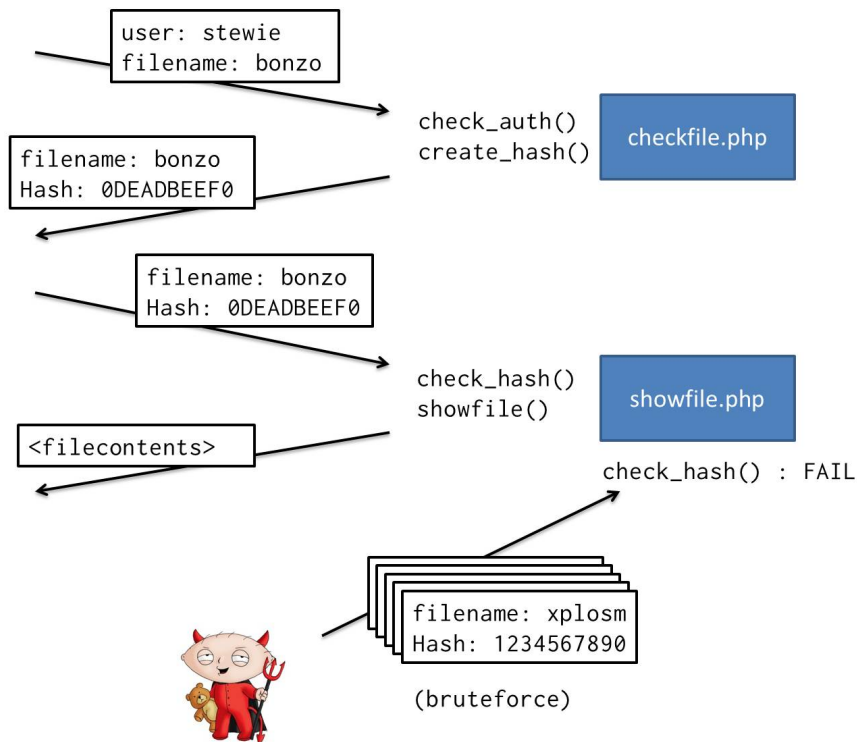 user: stewie
filename: bonzo
check_auth()
create_hash()
checkfile.php
filename: bonzo
Hash: 0DEADBEEF0
filename: bonzo
Hash: 0DEADBEEF0
check_hash()
showfile()
showfile.php
<filecontents>
check_hash() : FAIL
filename: xplosm
Hash: 1234567890
(bruteforce)